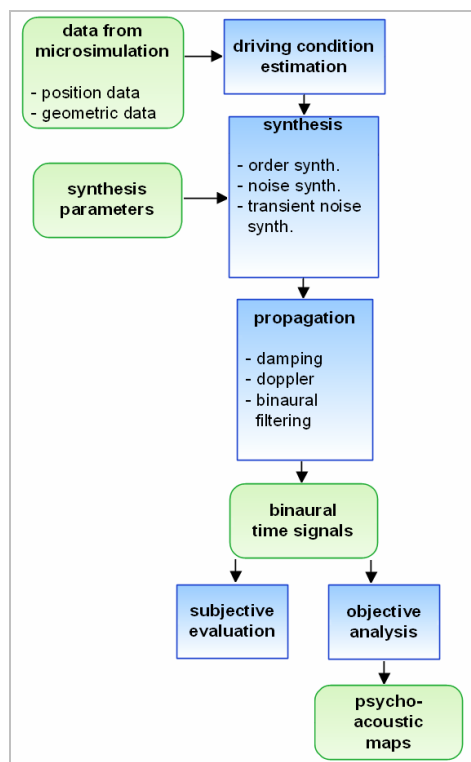 data from
microsimulation
- position data
- geometric data
driving condition
estimation
synthesis
- order synth.
- noise synth.
- transient noise
synth.
synthesis
parameters
propagation
- damping
- doppler
- binaural
filtering
binaural
time signals
subjective
evaluation
objective
analysis
psycho-
acoustic
maps